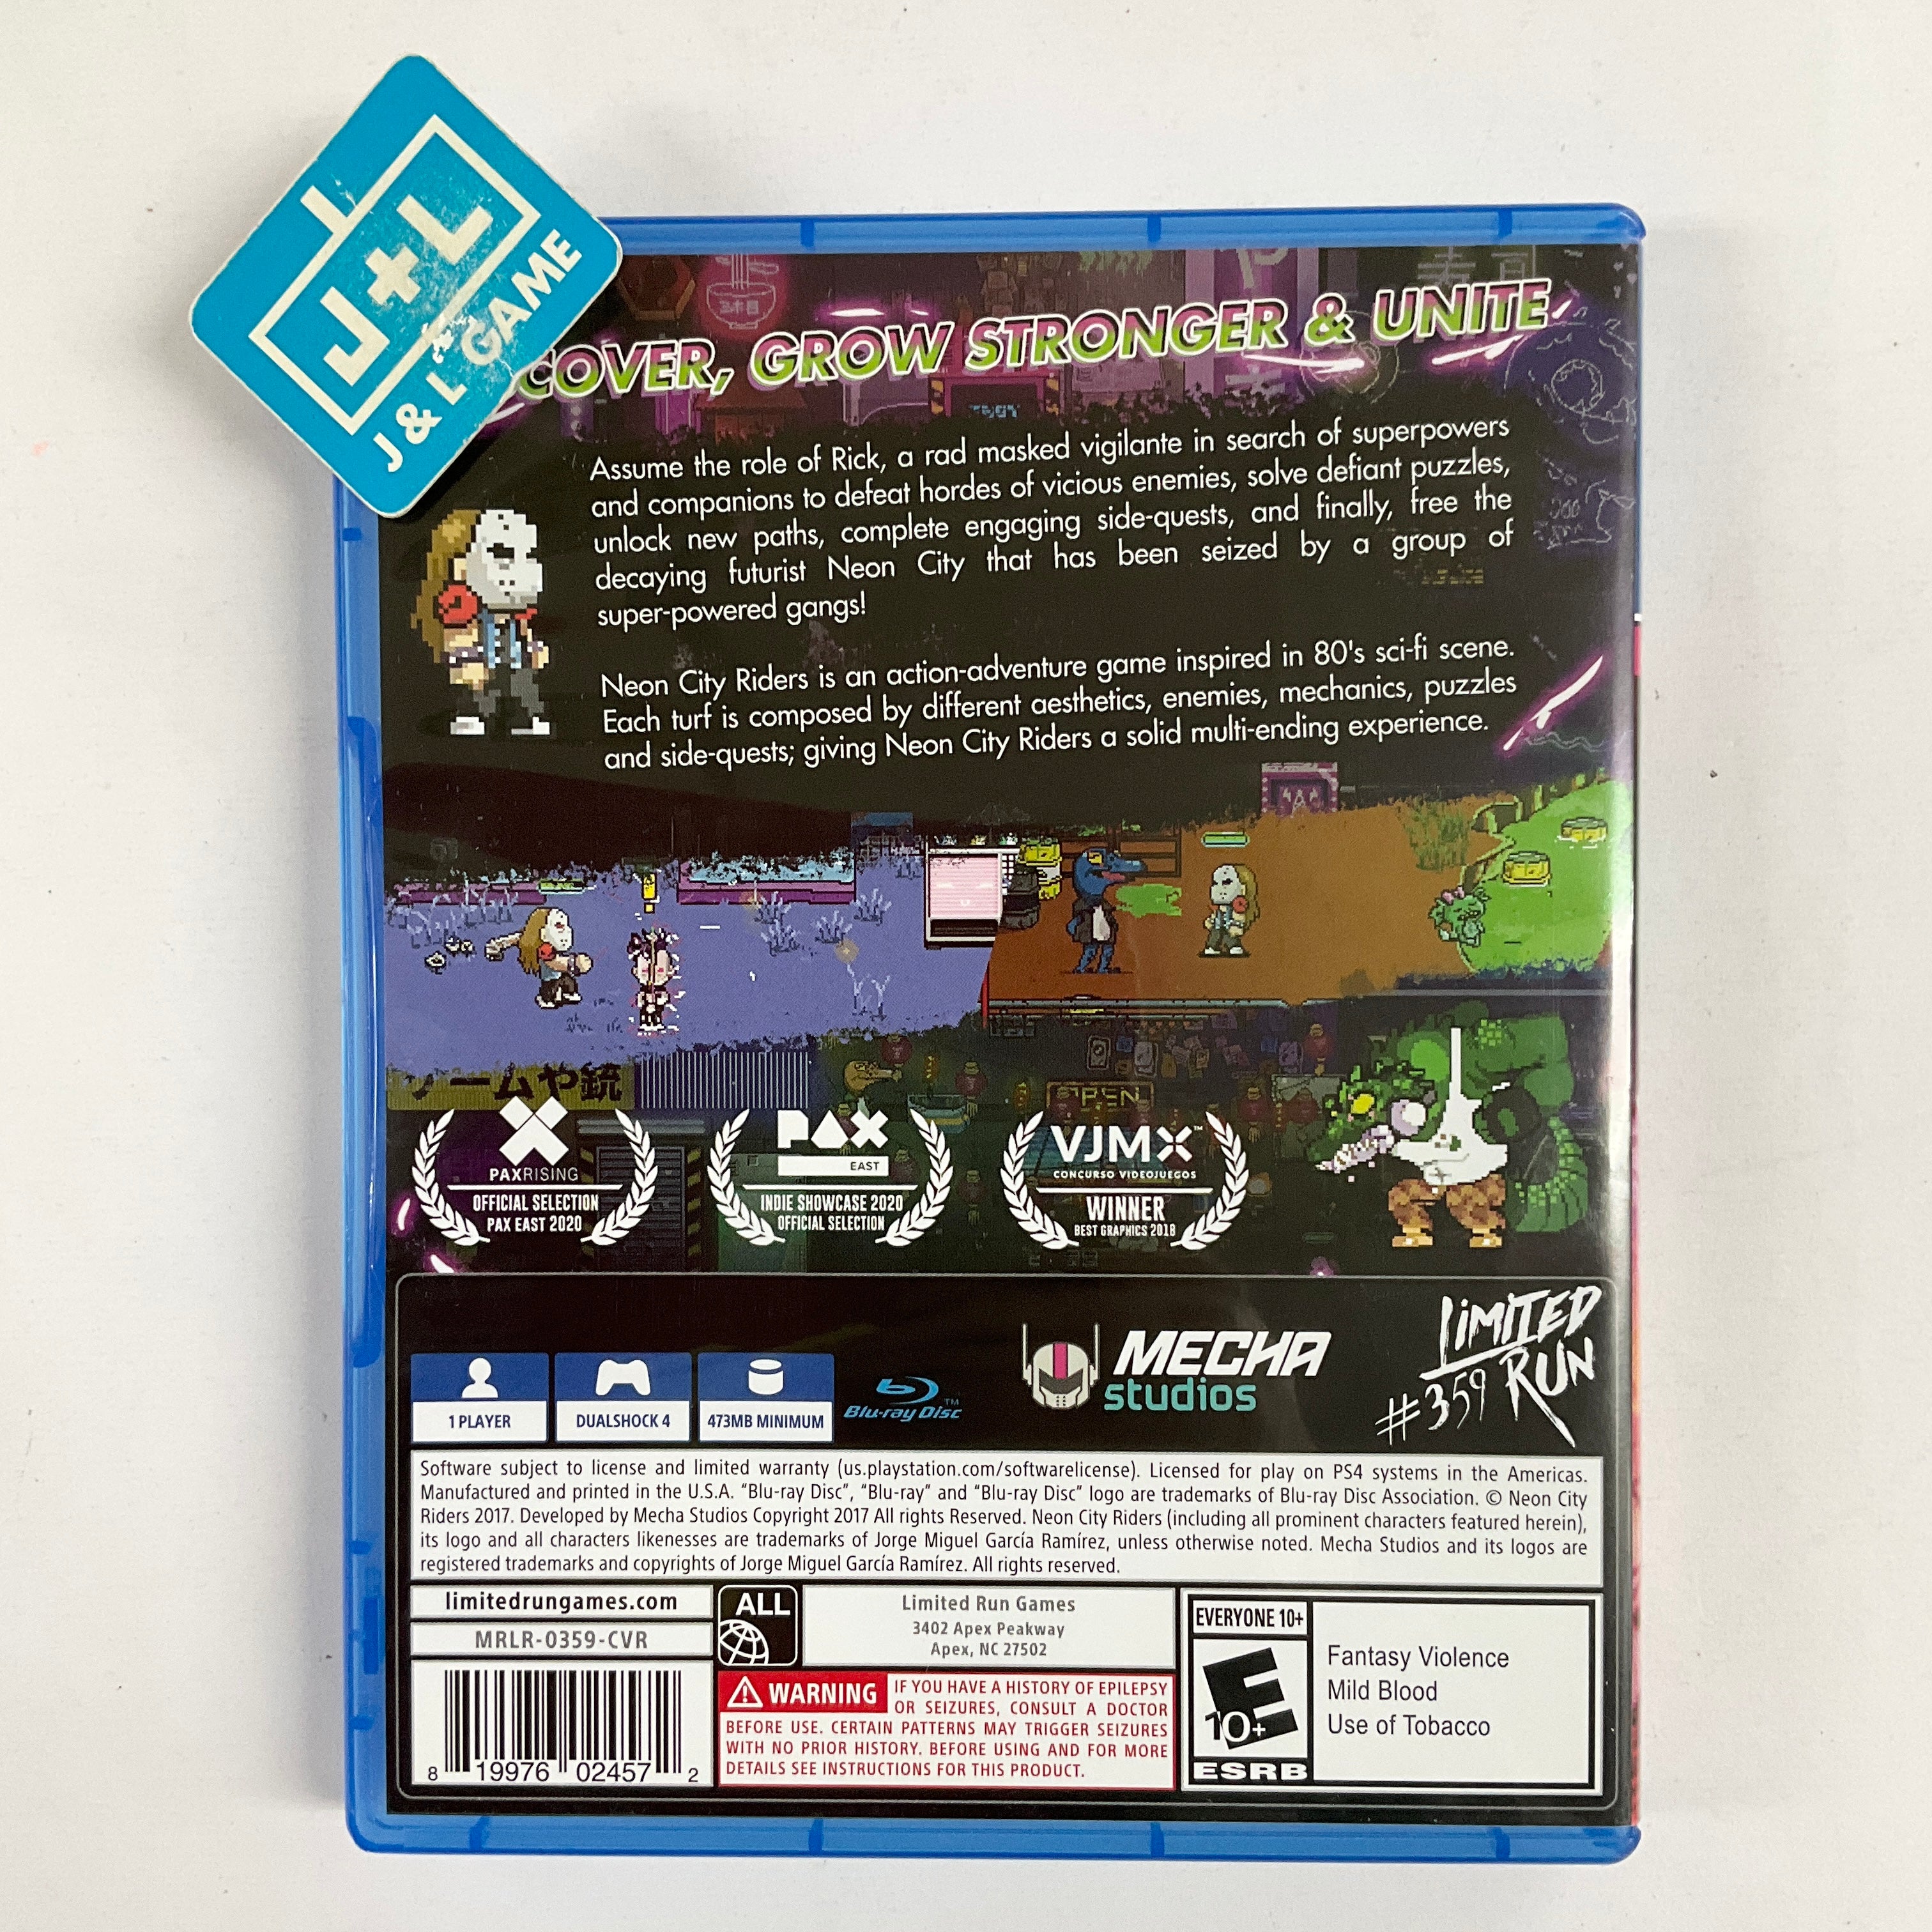 J+L
J & L GAME
COVER, GROW STRONGER & UNITE
Assume the role of Rick, a rad masked vigilante in search of superpowers
and companions to defeat hordes of vicious enemies, solve defiant puzzles,
unlock new paths, complete engaging side-quests, and finally, free the
decaying futurist Neon City that has been seized by a group of
super-powered gangs!
Neon City Riders is an action-adventure game inspired in 80's sci-fi scene.
Each turf is composed by different aesthetics, enemies, mechanics, puzzles
and side-quests; giving Neon City Riders a solid multi-ending experience.
ゲームや銃
OPEN
PAXRISING
OFFICIAL SELECTION
PAX EAST 2020
PAX
EAST
INDIE SHOWCASE 2020
OFFICIAL SELECTION
VJMX™
CONCURSO VIDEOJUEGOS
WINNER
BEST GRAPHICS 2018
MECHA
studios
LIMITED
RUN
#359
1 PLAYER
DUALSHOCK 4
473MB MINIMUM
Blu-ray Disc™
Software subject to license and limited warranty (us.playstation.com/softwarelicense). Licensed for play on PS4 systems in the Americas.
Manufactured and printed in the U.S.A. “Blu-ray Disc”, “Blu-ray” and “Blu-ray Disc” logo are trademarks of Blu-ray Disc Association. © Neon City
Riders 2017. Developed by Mecha Studios Copyright 2017 All rights Reserved. Neon City Riders (including all prominent characters featured herein),
its logo and all characters likenesses are trademarks of Jorge Miguel García Ramírez, unless otherwise noted. Mecha Studios and its logos are
registered trademarks and copyrights of Jorge Miguel García Ramírez. All rights reserved.
limitedrungames.com
MRLR-0359-CVR
ALL
Limited Run Games
3402 Apex Peakway
Apex, NC 27502
WARNING
IF YOU HAVE A HISTORY OF EPILEPSY
OR SEIZURES, CONSULT A DOCTOR
BEFORE USE. CERTAIN PATTERNS MAY TRIGGER SEIZURES
WITH NO PRIOR HISTORY. BEFORE USING AND FOR MORE
DETAILS SEE INSTRUCTIONS FOR THIS PRODUCT.
EVERYONE 10+
E
10+
ESRB
Fantasy Violence
Mild Blood
Use of Tobacco
8 19976 02457 2